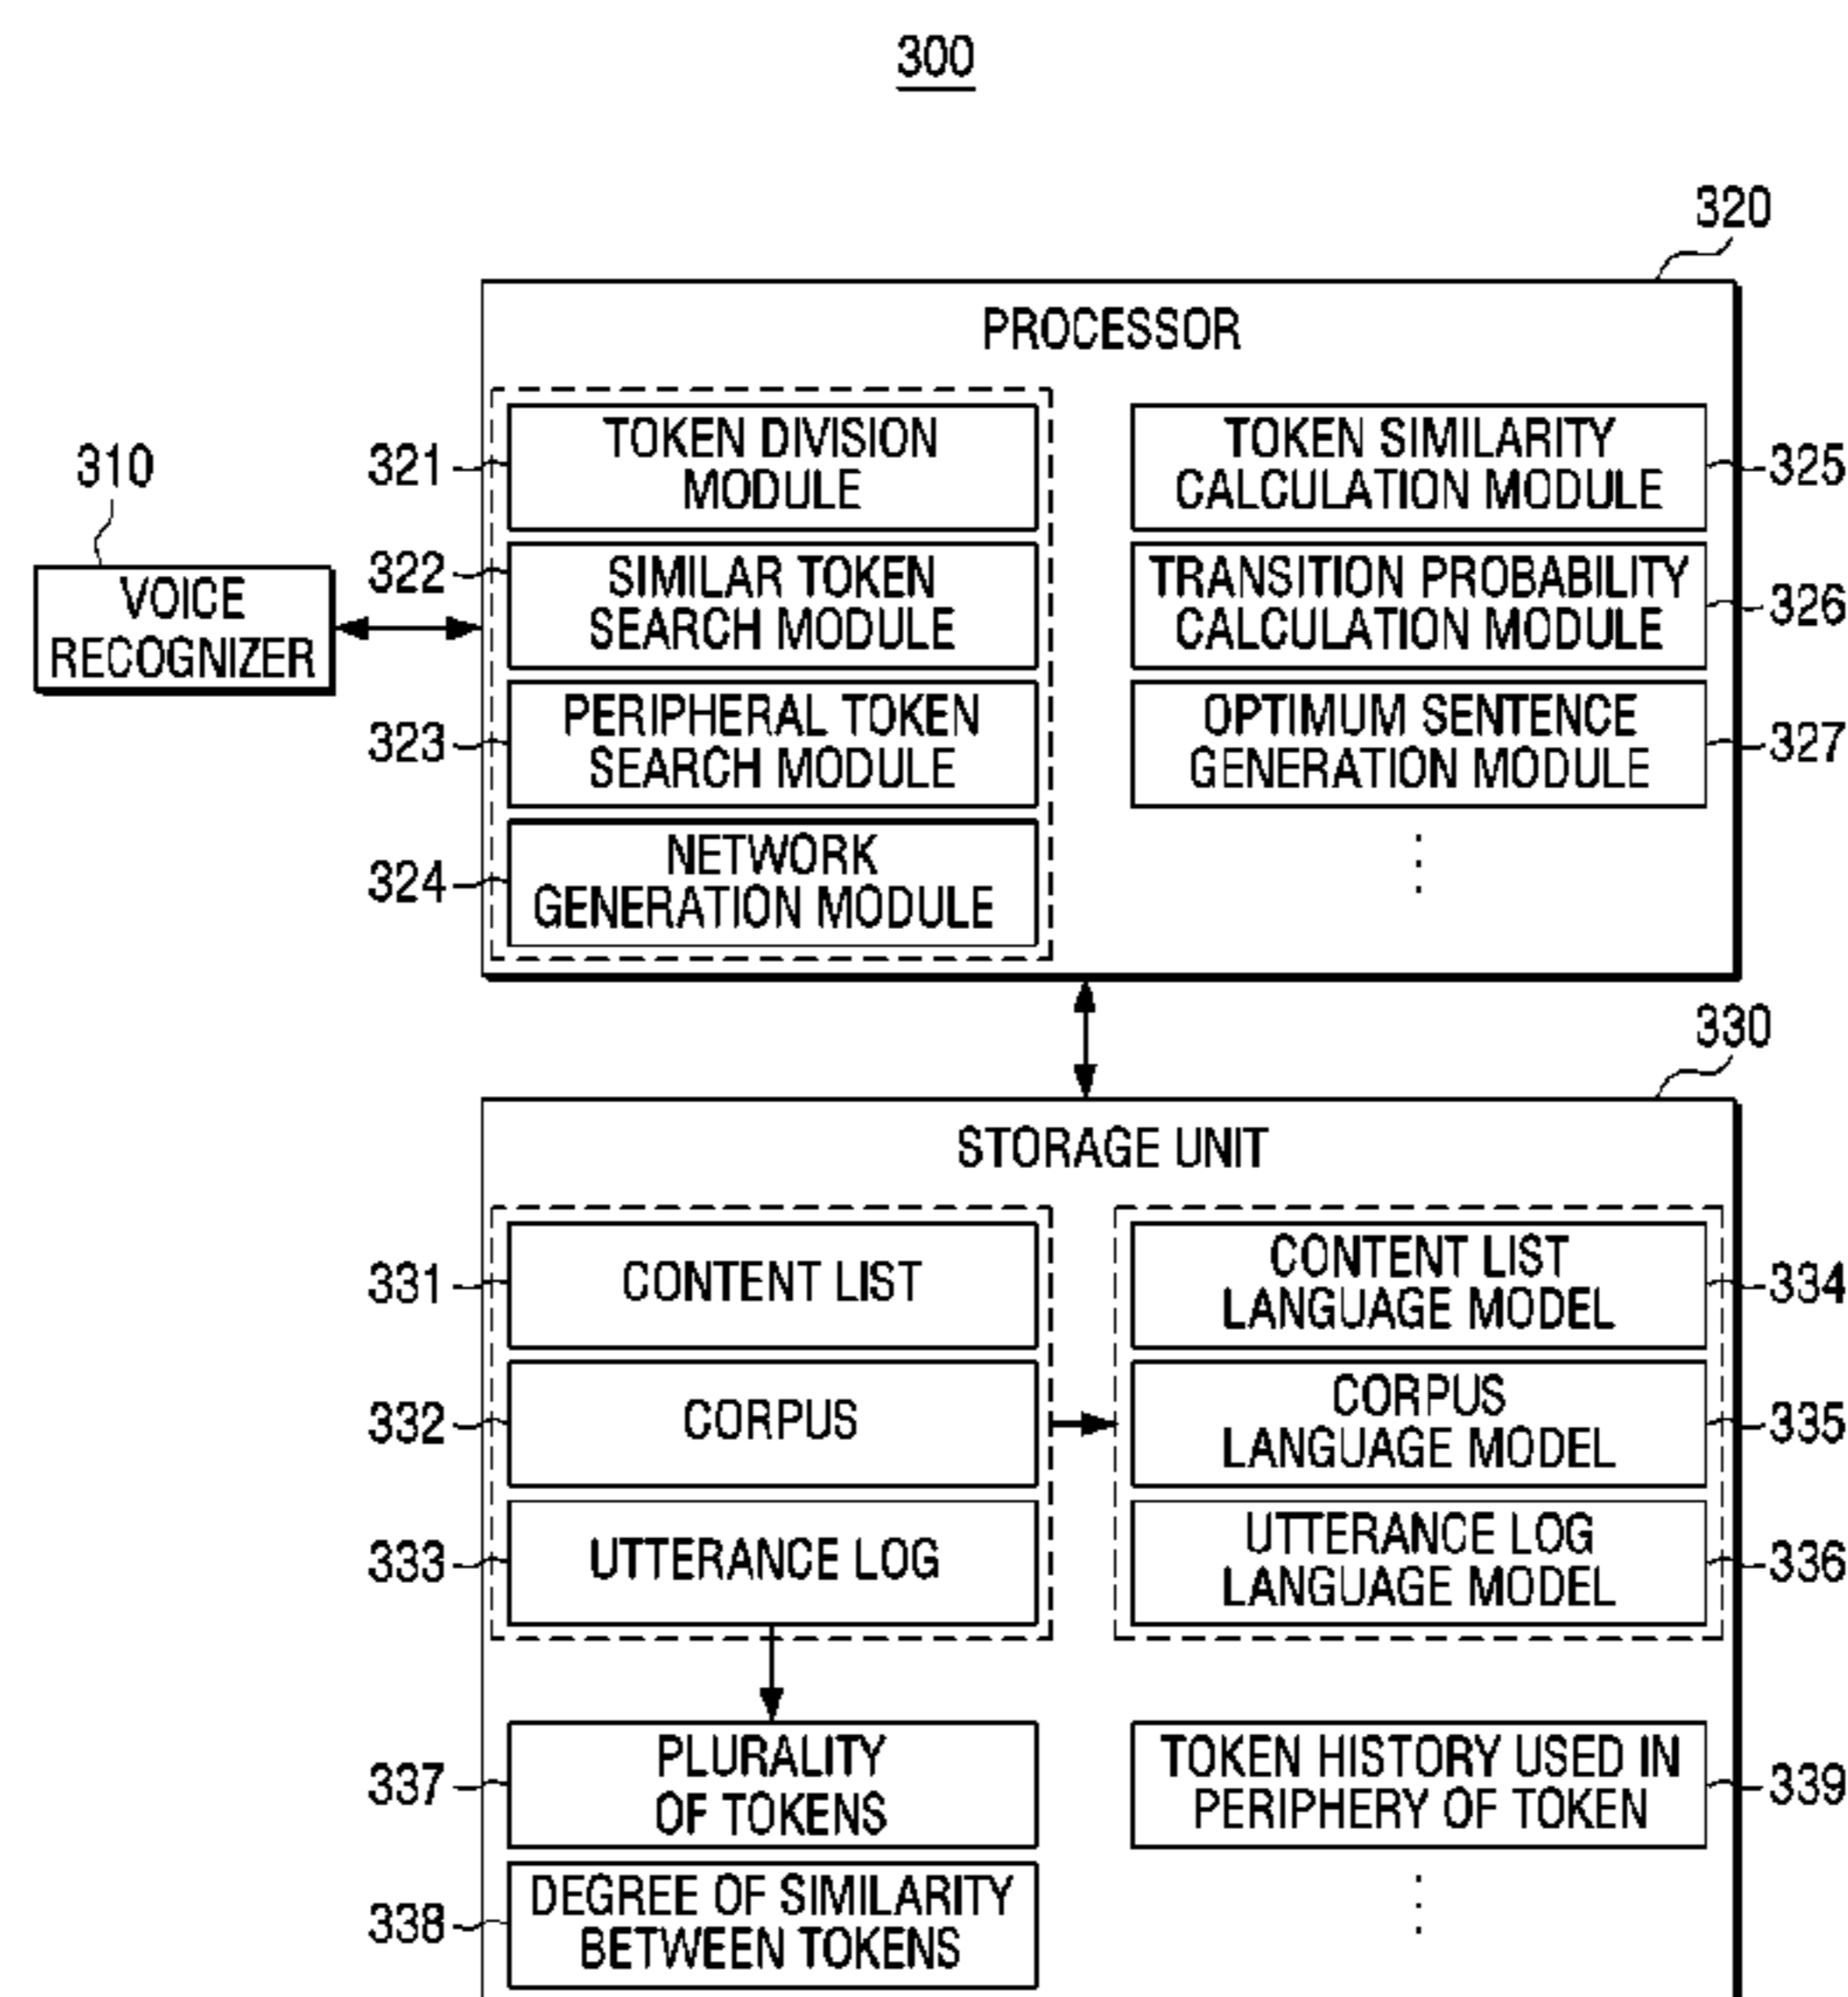 300
320
PROCESSOR
310
VOICE
RECOGNIZER
321
TOKEN DIVISION
MODULE
322
SIMILAR TOKEN
SEARCH MODULE
323
PERIPHERAL TOKEN
SEARCH MODULE
324
NETWORK
GENERATION MODULE
TOKEN SIMILARITY
CALCULATION MODULE
325
TRANSITION PROBABILITY
CALCULATION MODULE
326
OPTIMUM SENTENCE
GENERATION MODULE
327
330
STORAGE UNIT
331
CONTENT LIST
332
CORPUS
333
UTTERANCE LOG
CONTENT LIST
LANGUAGE MODEL
334
CORPUS
LANGUAGE MODEL
335
UTTERANCE LOG
LANGUAGE MODEL
336
337
PLURALITY
OF TOKENS
338
DEGREE OF SIMILARITY
BETWEEN TOKENS
TOKEN HISTORY USED IN
PERIPHERY OF TOKEN
339